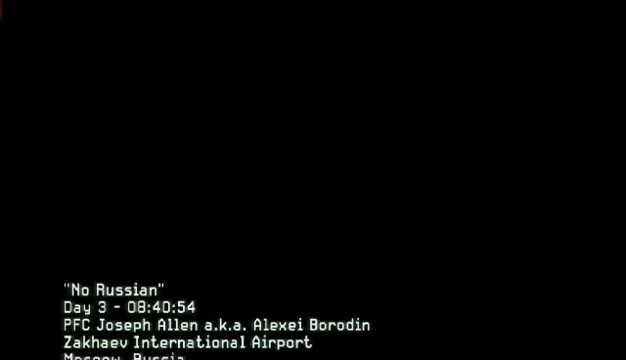 "No Russian"
Day 3 - 08:40:54
PFC Joseph Allen a.k.a. Alexei Borodin
Zakhaev International Airport
Moscow, Russia